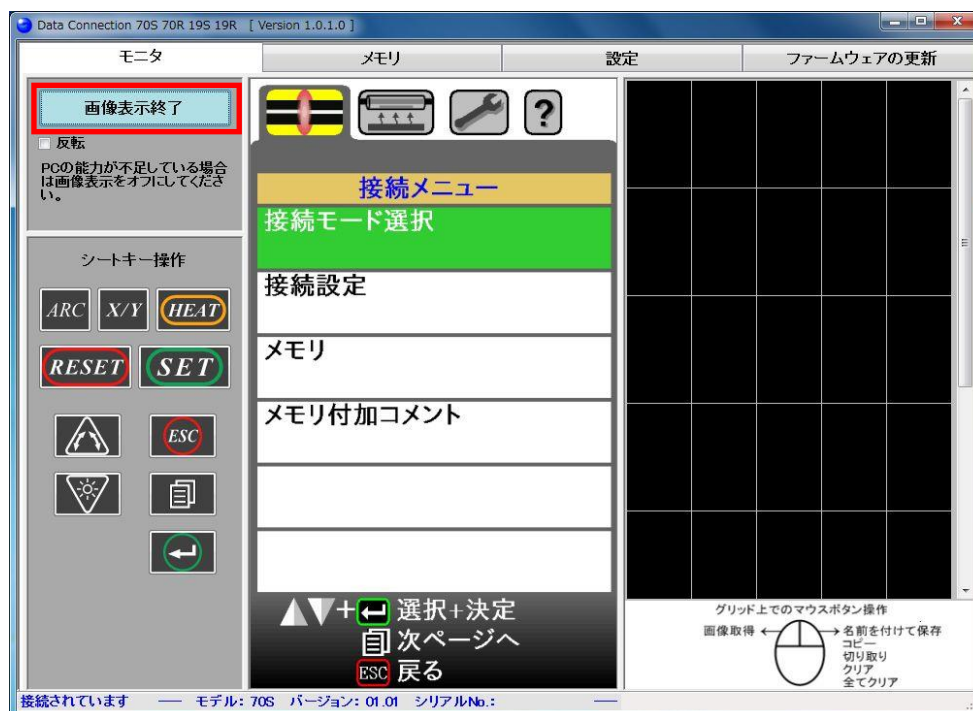 Data Connection 70S 70R 19S 19R [ Version 1.0.1.0 ]
モニタ
メモリ
設定
ファームウェアの更新
画像表示終了
反転
PCの能力が不足している場合
は画像表示をオフにしてくださ
い。
シートキー操作
ARC
X/Y
HEAT
RESET
SET
ESC
?
接続メニュー
接続モード選択
接続設定
メモリ
メモリ付加コメント
+ 選択+決定
次ページへ
ESC 戻る
グリッド上でのマウスボタン操作
画像取得
名前を付けて保存
コピー
切り取り
クリア
全てクリア
接続されています — モデル: 70S バージョン: 01.01 シリアルNo.: —